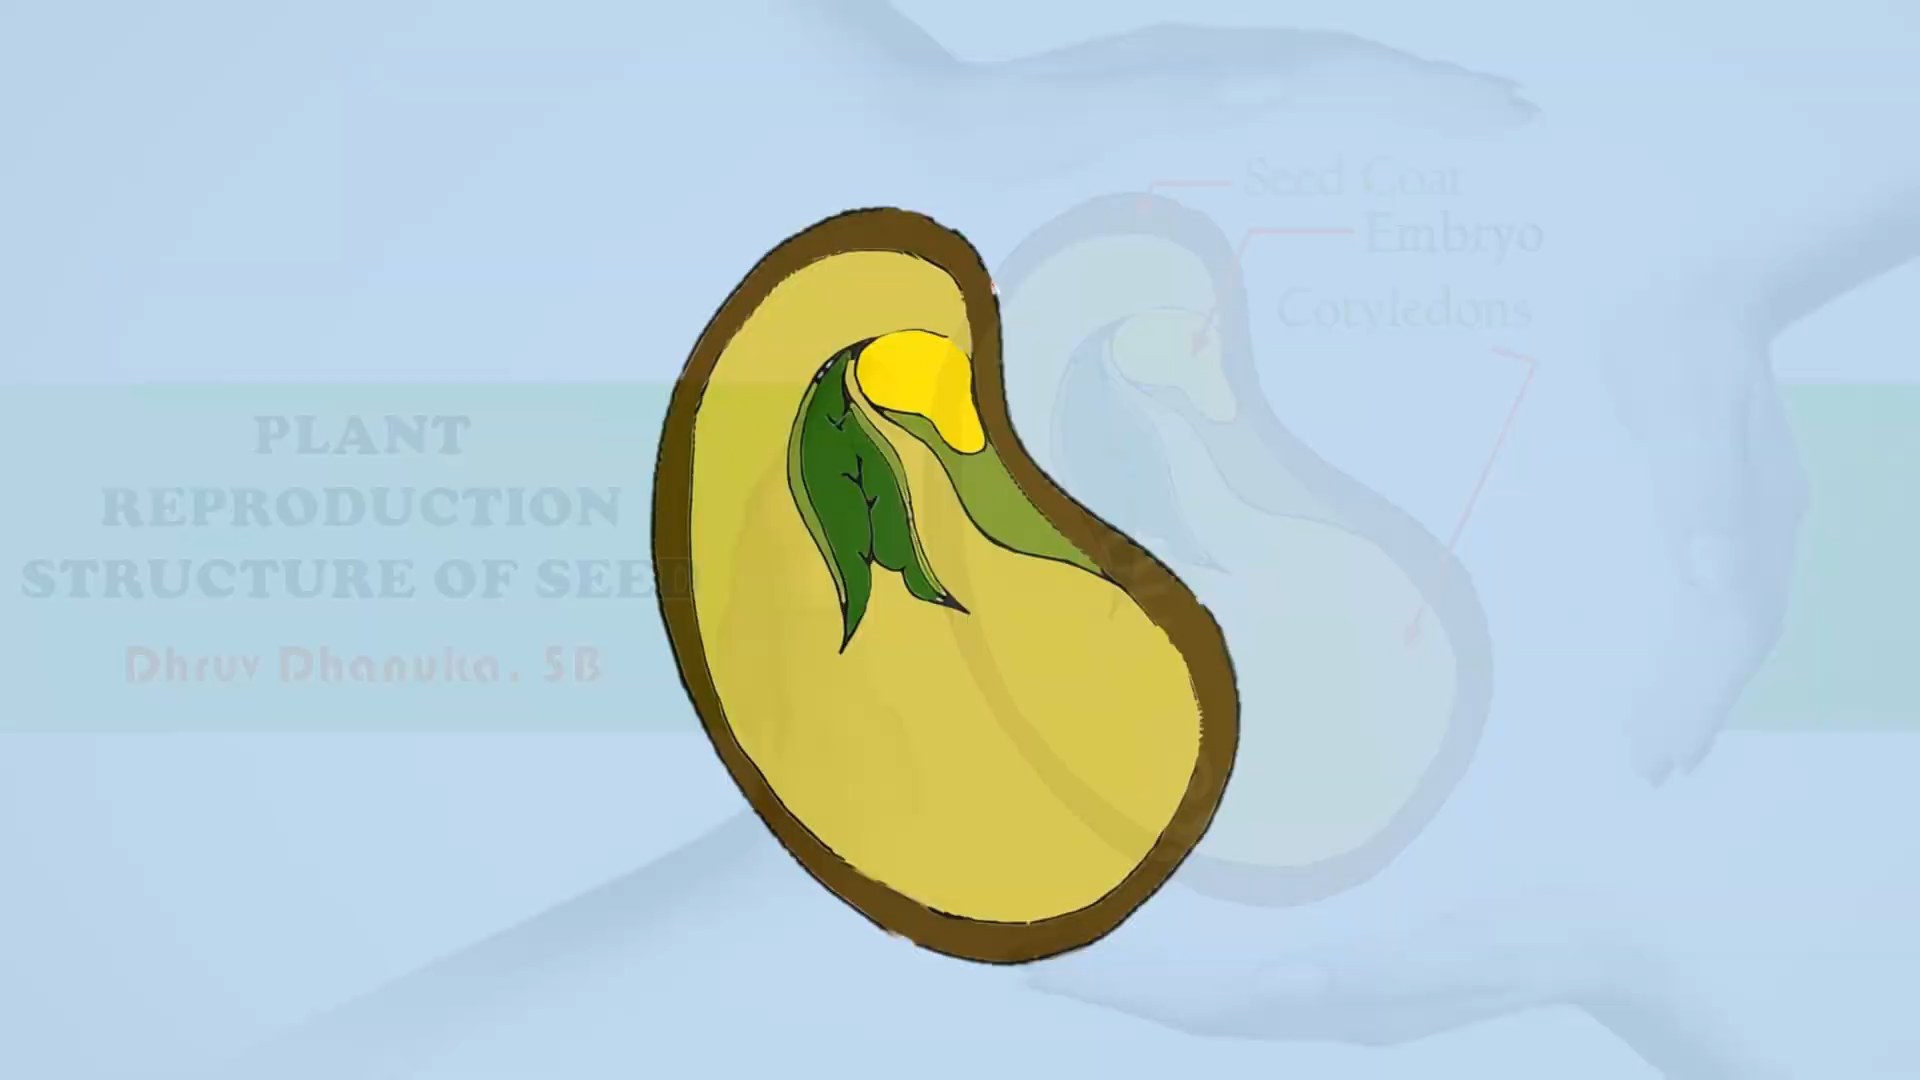 PLANT
REPRODUCTION
STRUCTURE OF SEED
Dhruv Dhanuka. 5B
Seed Coat
Embryo
Cotyledons